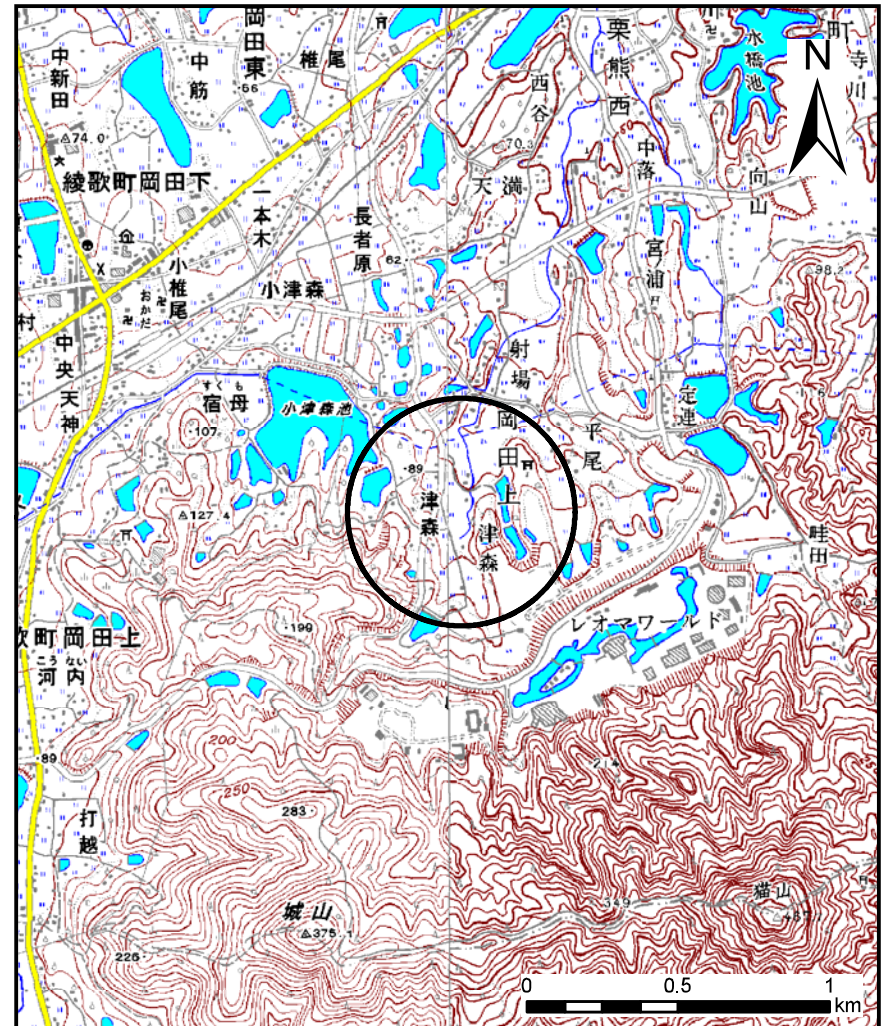 岡田東
椎尾
栗熊西
水橋池
町
寺川
N
中新田
中筋
56
西谷
△74.0
70.3
中落
綾歌町岡田下
天満
向山
一本木
長者原
62
宮ノ浦
98.2
小椎尾
小津森
おかだ
村
中央
天神
射場
すくも
宿母
小津森池
定連
107
89
岡田上
平尾
津森
津森
△127.4
畦田
199
レオマワールド
歌町岡田上
こうない
河内
200
89
250
214
283
打越
城山
△375.1
349
猫山
226
0 0.5 1
km